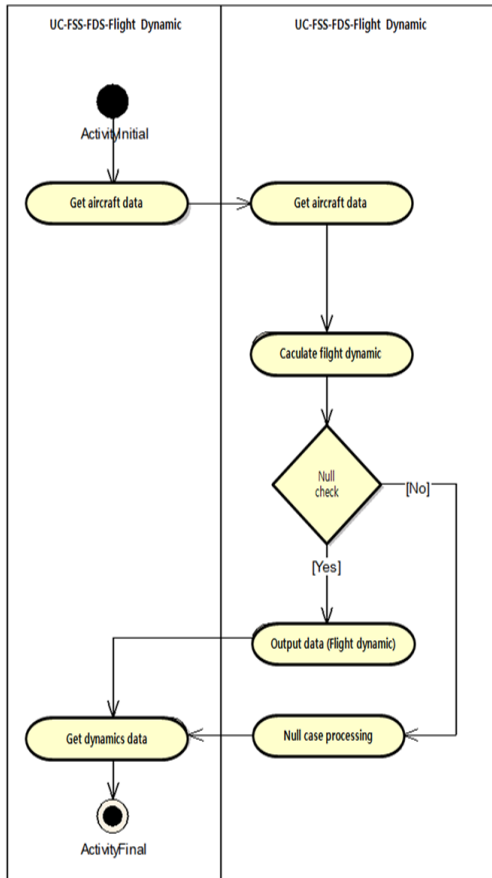 UC-FSS-FDS-Flight Dynamic
UC-FSS-FDS-Flight Dynamic
ActivityInitial
Get aircraft data
Get aircraft data
Caculate filght dynamic
Null
check
[No]
[Yes]
Output data (Flight dynamic)
Get dynamics data
Null case processing
ActivityFinal